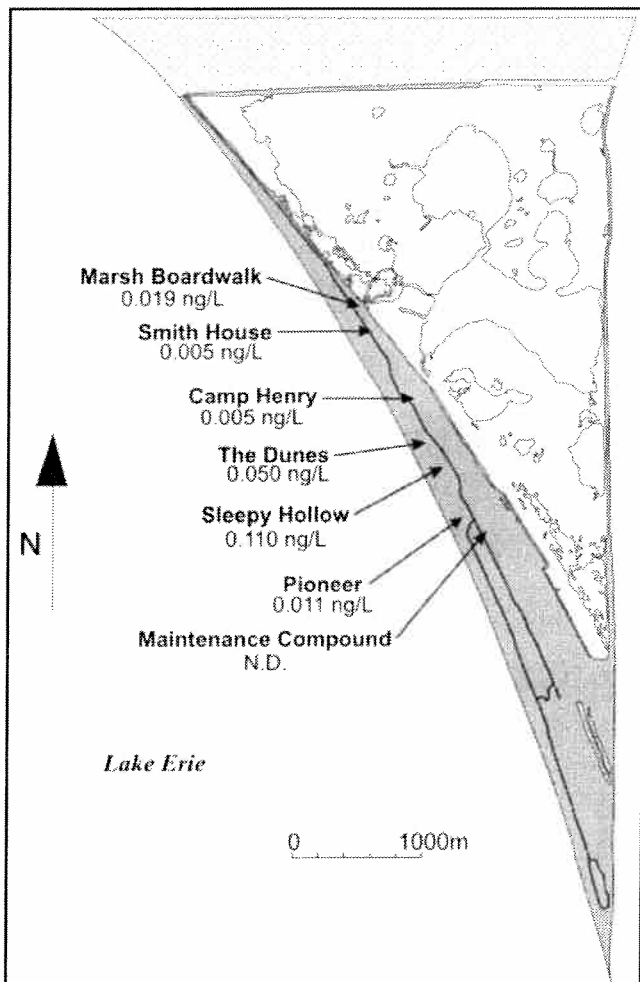 Marsh Boardwalk
0.019 ng/L
Smith House
0.005 ng/L
Camp Henry
0.005 ng/L
The Dunes
0.050 ng/L
Sleepy Hollow
0.110 ng/L
N
Pioneer
0.011 ng/L
Maintenance Compound
N.D.
Lake Erie
0 1000m